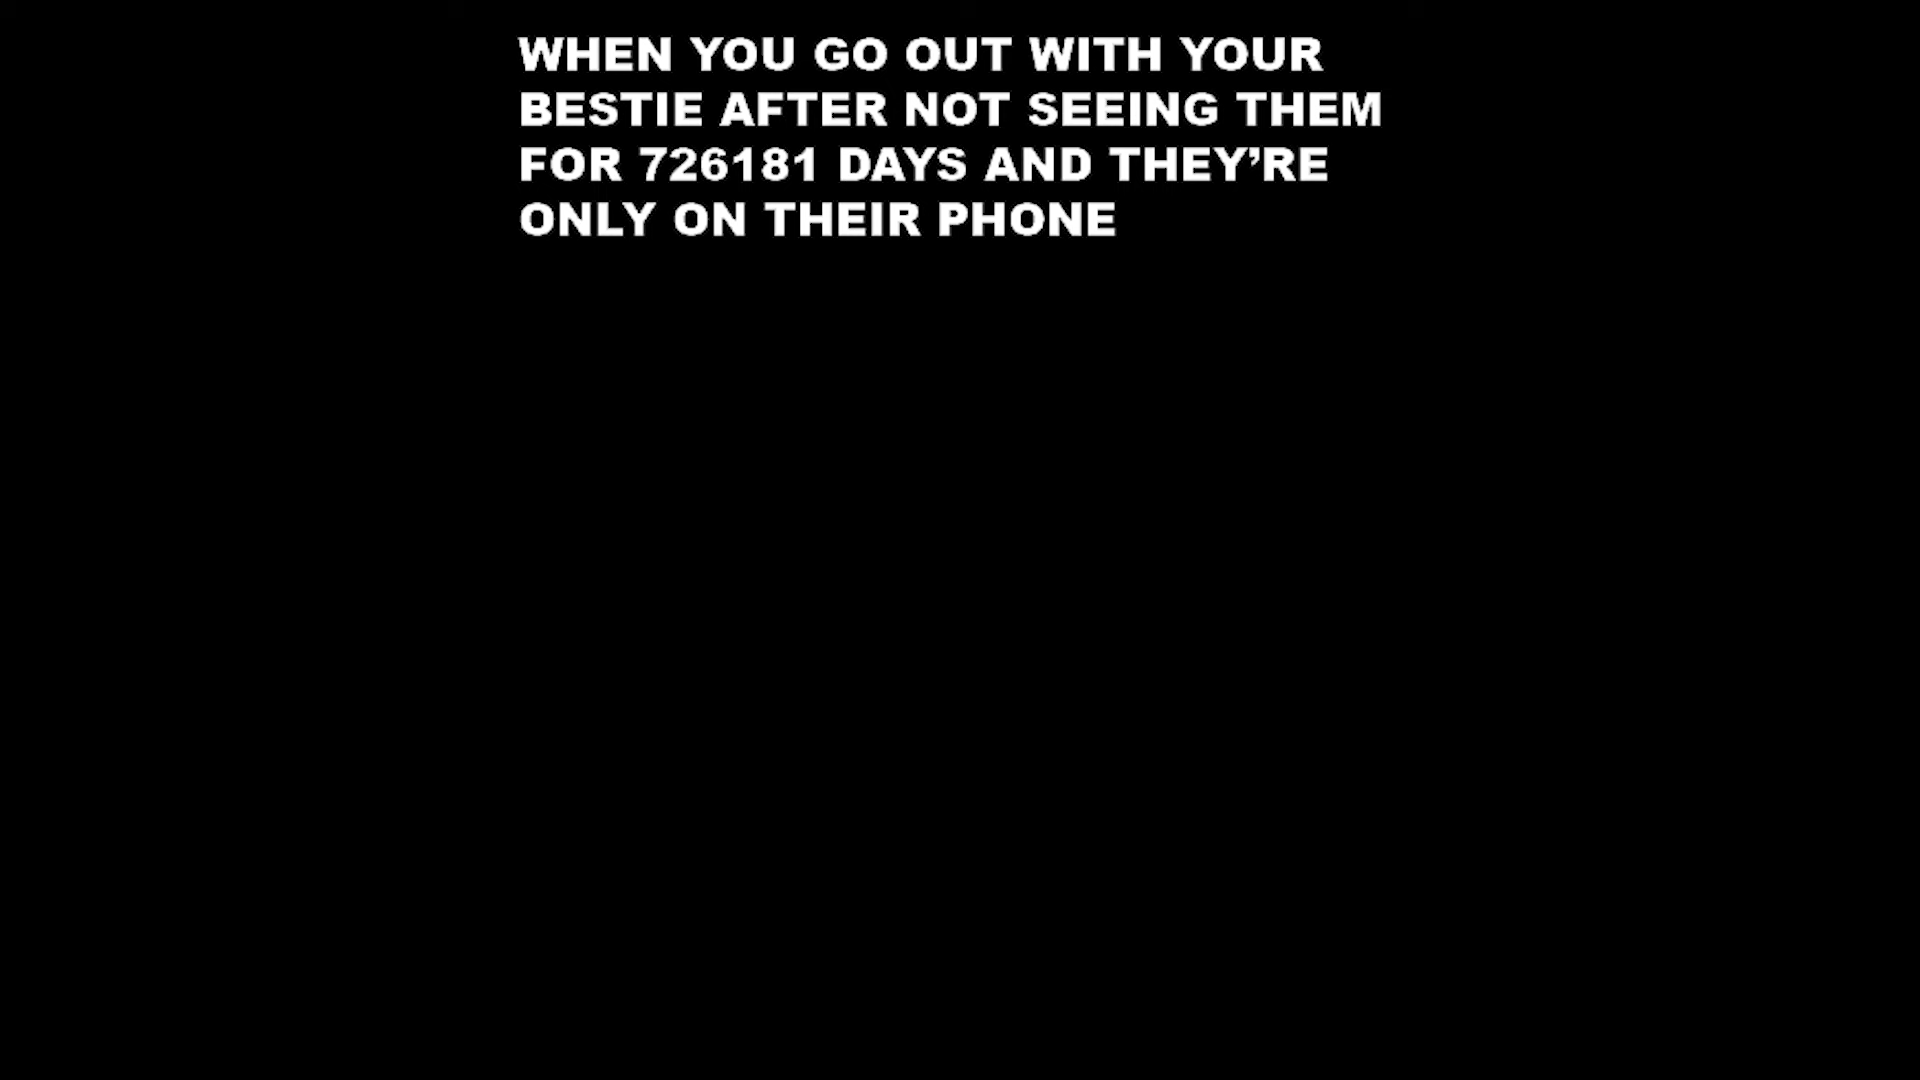 WHEN YOU GO OUT WITH YOUR
BESTIE AFTER NOT SEEING THEM
FOR 726181 DAYS AND THEY’RE
ONLY ON THEIR PHONE